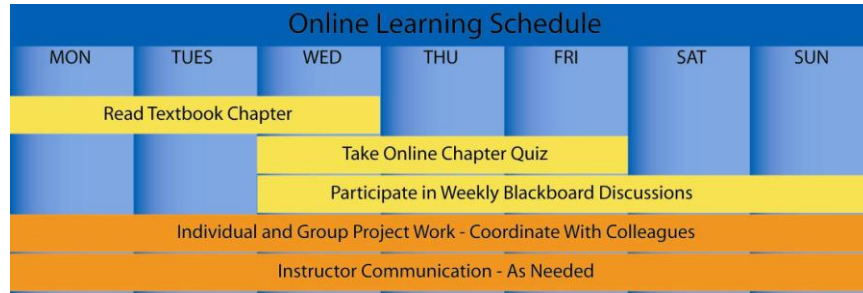 Online Learning Schedule
MON TUES WED THU FRI SAT SUN
Read Textbook Chapter
Take Online Chapter Quiz
Participate in Weekly Blackboard Discussions
Individual and Group Project Work - Coordinate With Colleagues
Instructor Communication - As Needed